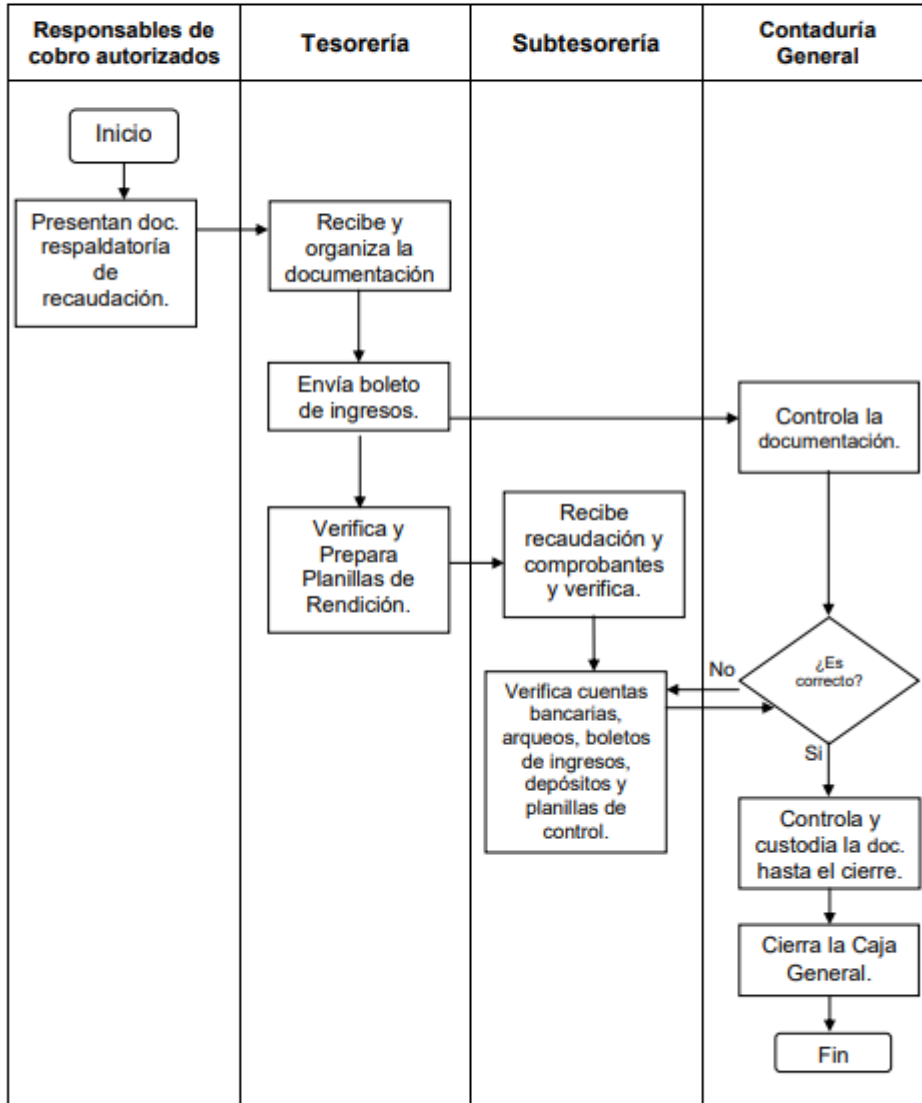 Responsables de
cobro autorizados
Tesorería
Subtesorería
Contaduría
General
Inicio
Presentan doc.
respaldatoría
de
recaudación.
Recibe y
organiza la
documentación
Envía boleto
de ingresos.
Controla la
documentación.
Verifica y
Prepara
Planillas de
Rendición.
Recibe
recaudación y
comprobantes
y verifica.
¿Es
correcto?
No
Verifica cuentas
bancarias,
arqueos, boletos
de ingresos,
depósitos y
planillas de
control.
Si
Controla y
custodia la doc.
hasta el cierre.
Cierra la Caja
General.
Fin